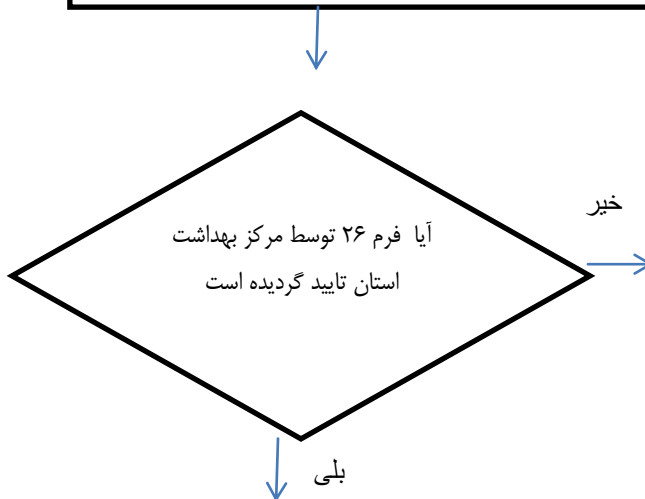 آیا فرم ۲۶ توسط مرکز بهداشت
استان تایید گردیده است
خیر
بلی